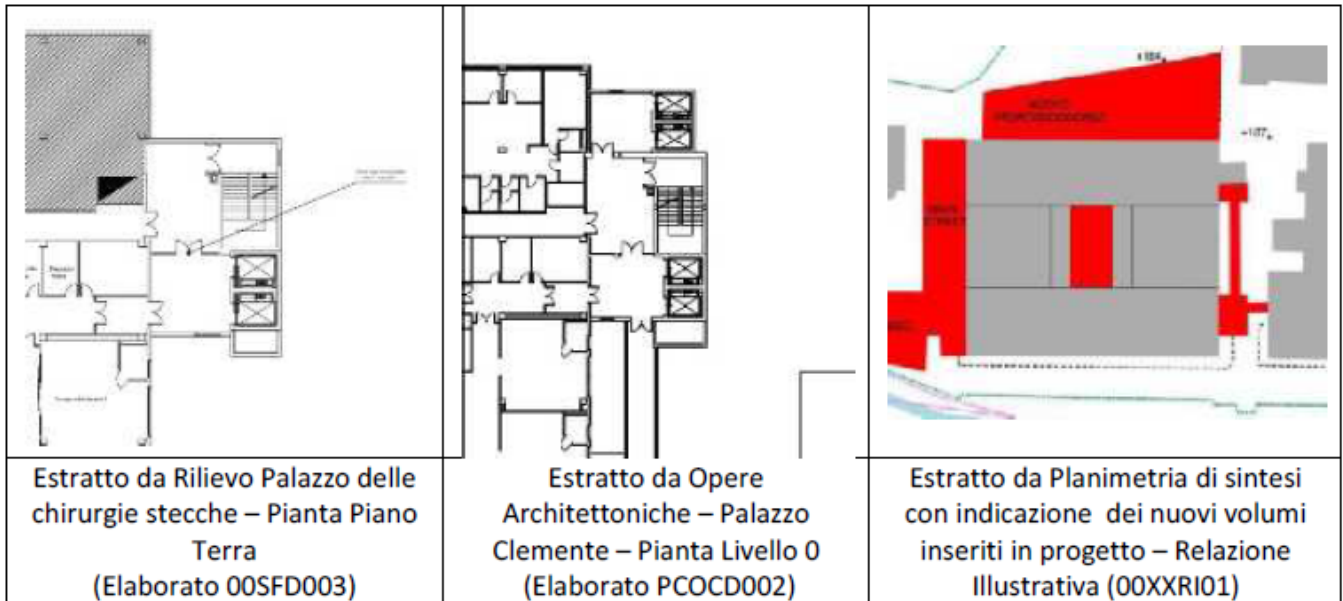 +107
Estratto da Rilievo Palazzo delle
chirurgie stecche – Pianta Piano
Terra
(Elaborato 00SFD003)
Estratto da Opere
Architettoniche – Palazzo
Clemente – Pianta Livello 0
(Elaborato PCOCD002)
Estratto da Planimetria di sintesi
con indicazione dei nuovi volumi
inseriti in progetto – Relazione
Illustrativa (00XXRI01)